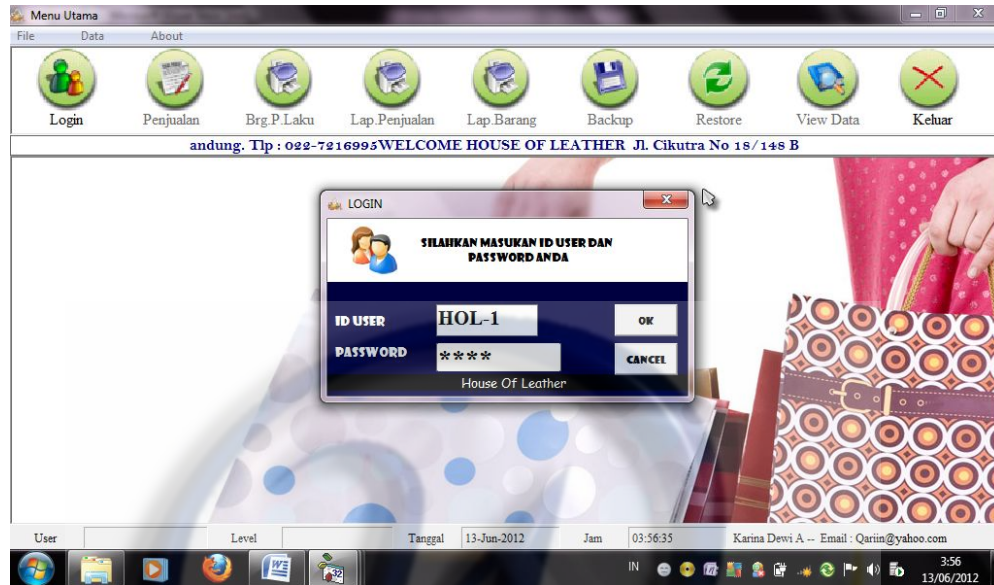 Menu Utama
File Data About
Login Penjualan Brg.P.Laku Lap.Penjualan Lap.Barang Backup Restore View Data Keluar
andung. Tlp : 022-7216995WELCOME HOUSE OF LEATHER Jl. Cikutra No 18/148 B
LOGIN
SILAHKAN MASUKAN ID USER DAN
PASSWORD ANDA
ID USER HOL-1 OK
PASSWORD **** CANCEL
House Of Leather
User Level Tanggal 13-Jun-2012 Jam 03:56:35 Karina Dewi A -- Email : Qariin@yahoo.com
IN 3:56
13/06/2012